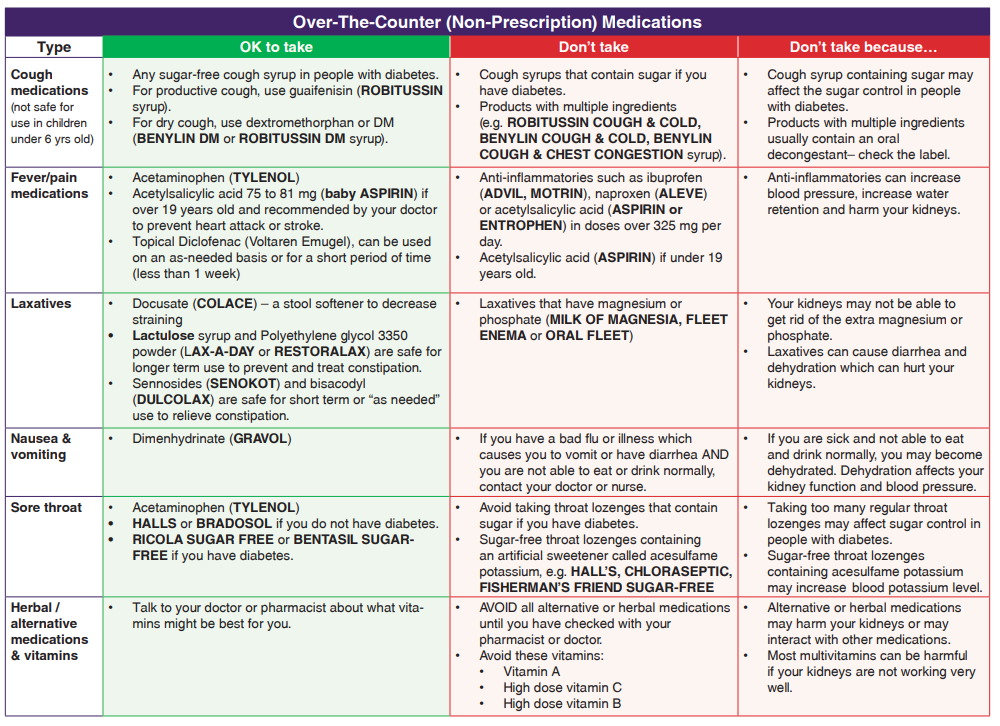 Over-The-Counter (Non-Prescription) Medications
Type
OK to take
Don't take
Don't take because…
Cough
medications
(not safe for
use in children
under 6 yrs old)
• Any sugar-free cough syrup in people with diabetes.
• For productive cough, use guaifenisin (ROBITUSSIN
syrup).
• For dry cough, use dextromethorphan or DM
(BENYLIN DM or ROBITUSSIN DM syrup).
• Cough syrups that contain sugar if you
have diabetes.
• Products with multiple ingredients
(e.g. ROBITUSSIN COUGH & COLD,
BENYLIN COUGH & COLD, BENYLIN
COUGH & CHEST CONGESTION syrup).
• Cough syrup containing sugar may
affect the sugar control in people
with diabetes.
• Products with multiple ingredients
usually contain an oral
decongestant– check the label.
Fever/pain
medications
• Acetaminophen (TYLENOL)
• Acetylsalicylic acid 75 to 81 mg (baby ASPIRIN) if
over 19 years old and recommended by your doctor
to prevent heart attack or stroke.
• Topical Diclofenac (Voltaren Emugel), can be used
on an as-needed basis or for a short period of time
(less than 1 week)
• Anti-inflammatories such as ibuprofen
(ADVIL, MOTRIN), naproxen (ALEVE)
or acetylsalicylic acid (ASPIRIN or
ENTROPHEN) in doses over 325 mg per
day.
• Acetylsalicylic acid (ASPIRIN) if under 19
years old.
• Anti-inflammatories can increase
blood pressure, increase water
retention and harm your kidneys.
Laxatives
• Docusate (COLACE) – a stool softener to decrease
straining
• Lactulose syrup and Polyethylene glycol 3350
powder (LAX-A-DAY or RESTORALAX) are safe for
longer term use to prevent and treat constipation.
• Sennosides (SENOKOT) and bisacodyl
(DULCOLAX) are safe for short term or “as needed”
use to relieve constipation.
• Laxatives that have magnesium or
phosphate (MILK OF MAGNESIA, FLEET
ENEMA or ORAL FLEET)
• Your kidneys may not be able to
get rid of the extra magnesium or
phosphate.
• Laxatives can cause diarrhea and
dehydration which can hurt your
kidneys.
Nausea &
vomiting
• Dimenhydrinate (GRAVOL)
• If you have a bad flu or illness which
causes you to vomit or have diarrhea AND
you are not able to eat or drink normally,
contact your doctor or nurse.
• If you are sick and not able to eat
and drink normally, you may become
dehydrated. Dehydration affects your
kidney function and blood pressure.
Sore throat
• Acetaminophen (TYLENOL)
• HALLS or BRADOSOL if you do not have diabetes.
• RICOLA SUGAR FREE or BENTASIL SUGAR-
FREE if you have diabetes.
• Avoid taking throat lozenges that contain
sugar if you have diabetes.
• Sugar-free throat lozenges containing
an artificial sweetener called acesulfame
potassium, e.g. HALL'S, CHLORASEPTIC,
FISHERMAN'S FRIEND SUGAR-FREE
• Taking too many regular throat
lozenges may affect sugar control in
people with diabetes.
• Sugar-free throat lozenges
containing acesulfame potassium
may increase blood potassium level.
Herbal /
alternative
medications
& vitamins
• Talk to your doctor or pharmacist about what vita-
mins might be best for you.
• AVOID all alternative or herbal medications
until you have checked with your
pharmacist or doctor.
• Avoid these vitamins:
• Vitamin A
• High dose vitamin C
• High dose vitamin B
• Alternative or herbal medications
may harm your kidneys or may
interact with other medications.
• Most multivitamins can be harmful
if your kidneys are not working very
well.